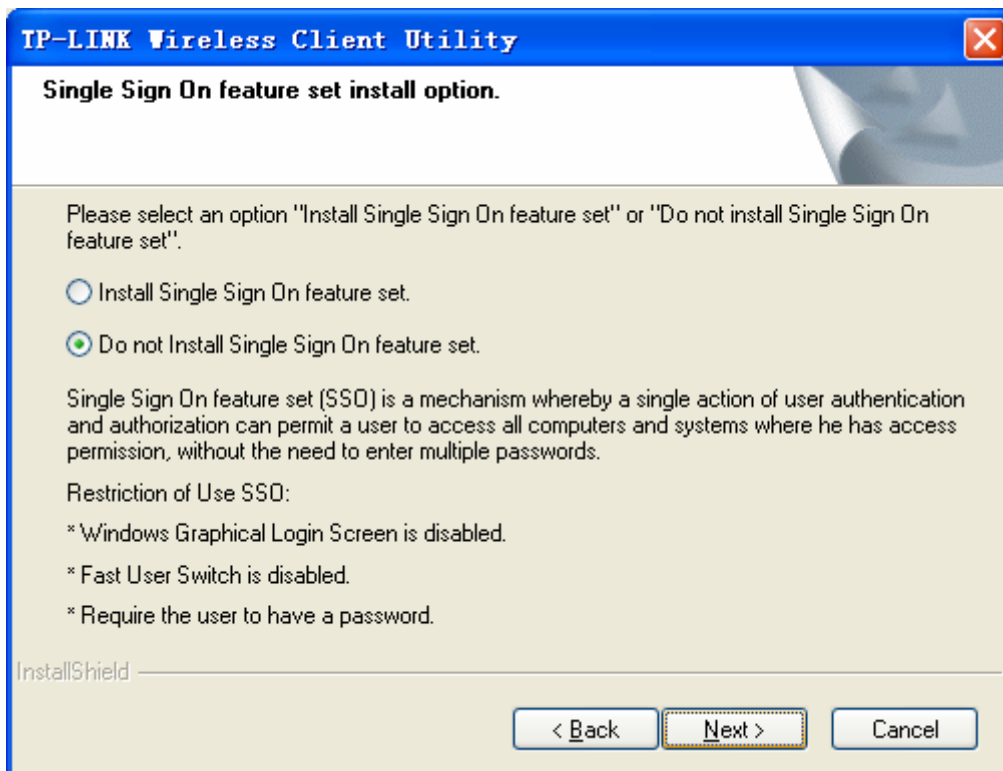 TP-LINK Wireless Client Utility
Single Sign On feature set install option.
Please select an option "Install Single Sign On feature set" or "Do not install Single Sign On
feature set".
Install Single Sign On feature set.
Do not Install Single Sign On feature set.
Single Sign On feature set (SSO) is a mechanism whereby a single action of user authentication
and authorization can permit a user to access all computers and systems where he has access
permission, without the need to enter multiple passwords.
Restriction of Use SSO:
* Windows Graphical Login Screen is disabled.
* Fast User Switch is disabled.
* Require the user to have a password.
InstallShield
< Back
Next >
Cancel